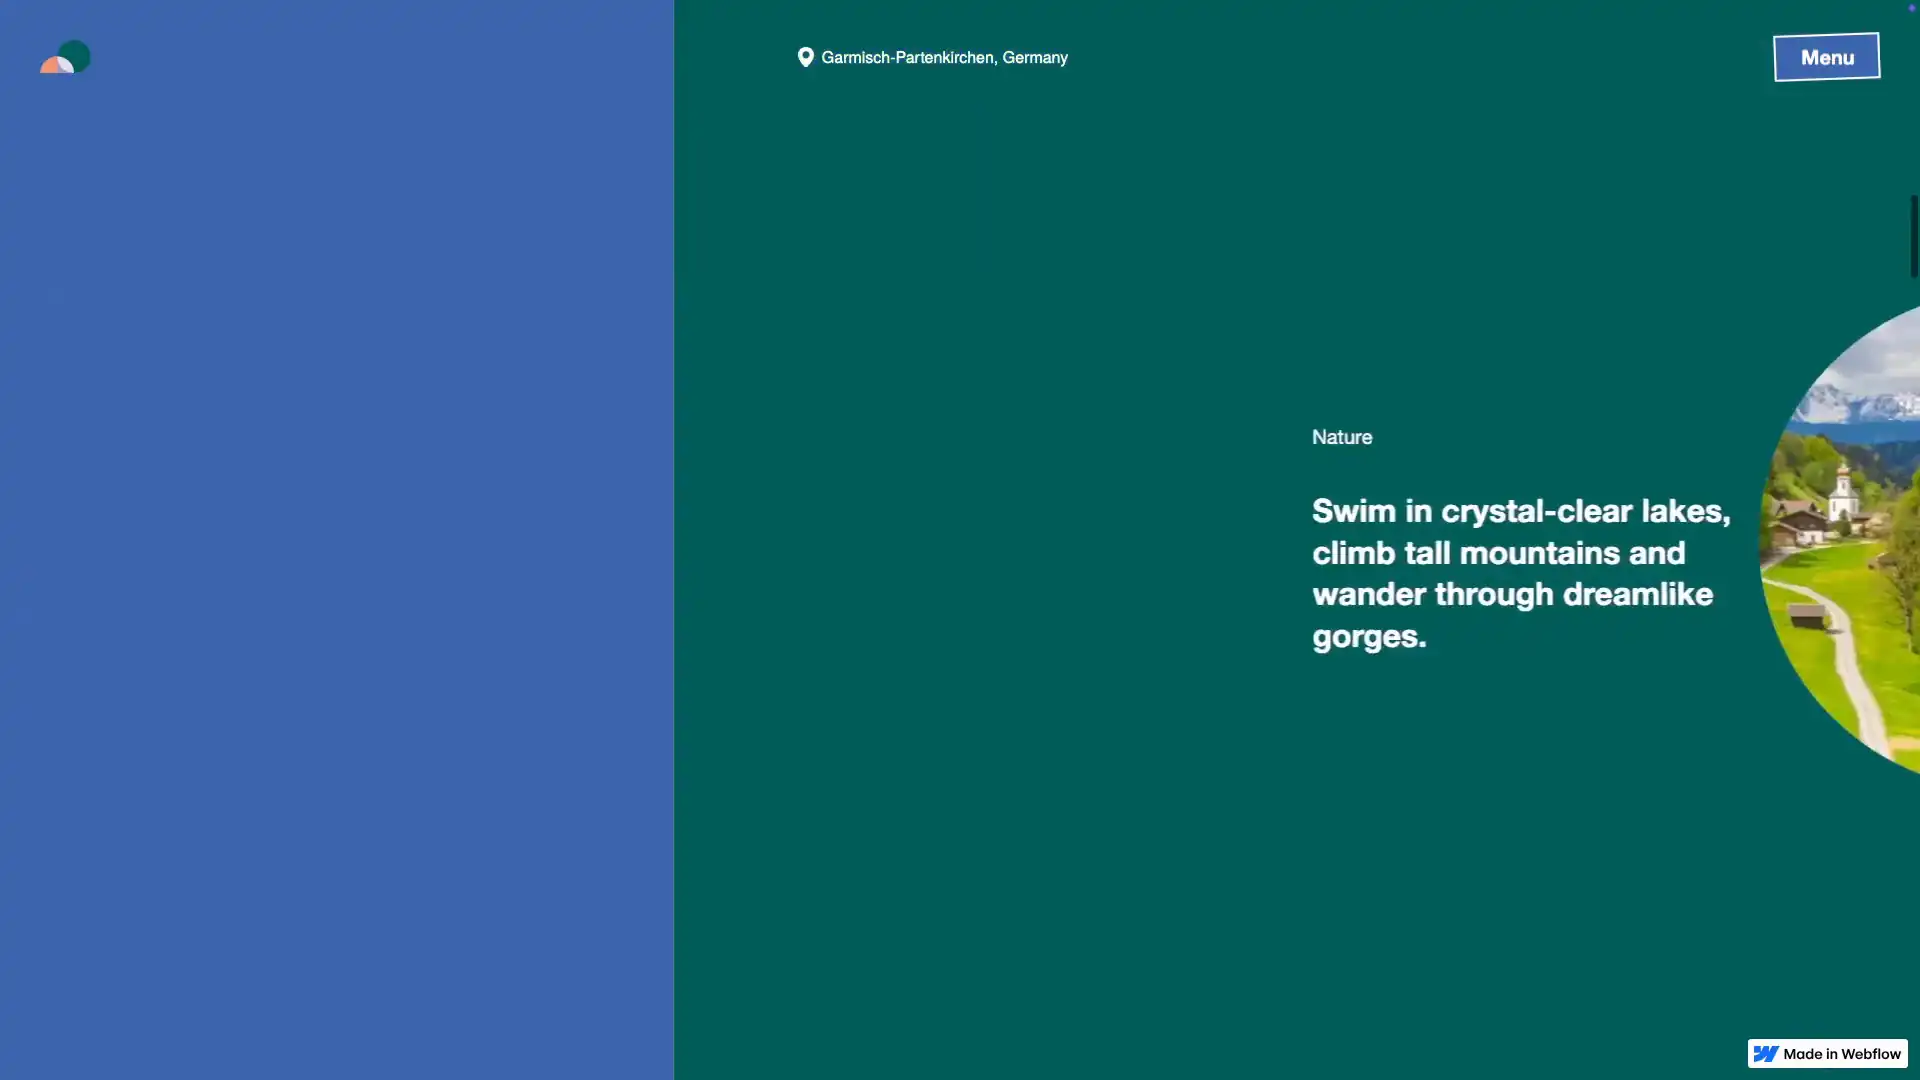 Garmisch-Partenkirchen, Germany
Menu
Nature
Swim in crystal-clear lakes,
climb tall mountains and
wander through dreamlike
gorges.
Made in Webflow